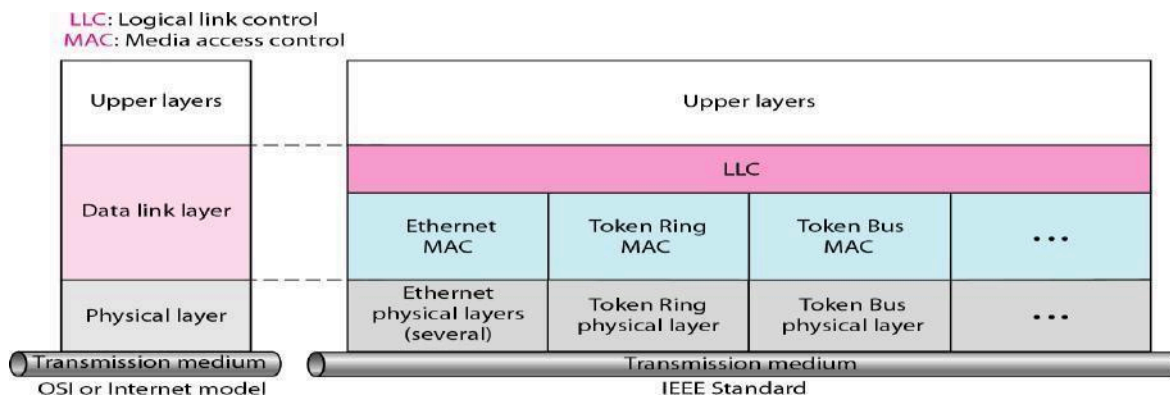 LLC: Logical link control
MAC: Media access control
Upper layers
Data link layer
Physical layer
Transmission medium
OSI or Internet model
Upper layers
LLC
Ethernet
MAC
Token Ring
MAC
Token Bus
MAC
...
Ethernet
physical layers
(several)
Token Ring
physical layer
Token Bus
physical layer
...
Transmission medium
IEEE Standard